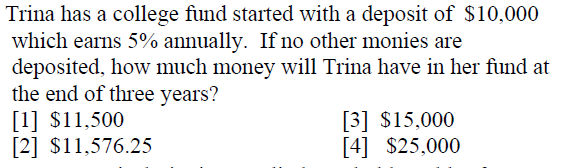 Trina has a college fund started with a deposit of $10,000
which earns 5% annually. If no other monies are
deposited, how much money will Trina have in her fund at
the end of three years?
[1] $11,500 [3] $15,000
[2] $11,576.25 [4] $25,000